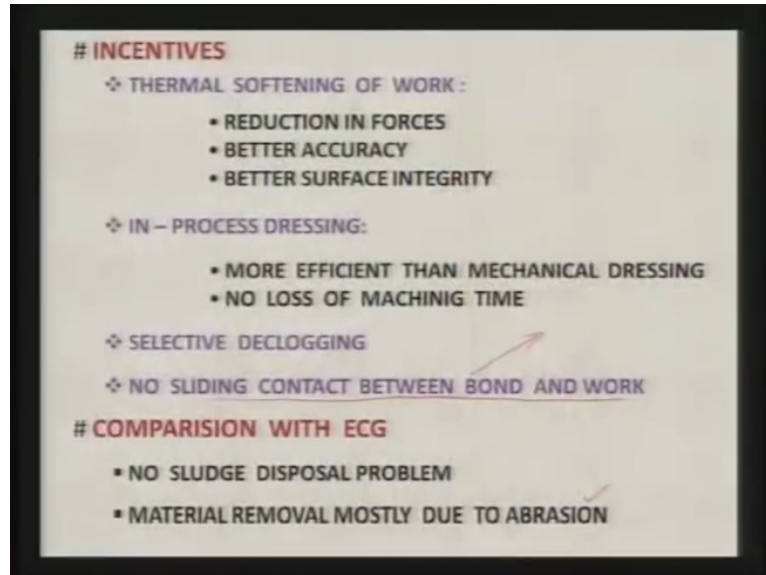 # INCENTIVES
❖ THERMAL SOFTENING OF WORK :
• REDUCTION IN FORCES
• BETTER ACCURACY
• BETTER SURFACE INTEGRITY
❖ IN – PROCESS DRESSING:
• MORE EFFICIENT THAN MECHANICAL DRESSING
• NO LOSS OF MACHINIG TIME
❖ SELECTIVE DECLOGGING
❖ NO SLIDING CONTACT BETWEEN BOND AND WORK
# COMPARISION WITH ECG
▪ NO SLUDGE DISPOSAL PROBLEM
▪ MATERIAL REMOVAL MOSTLY DUE TO ABRASION